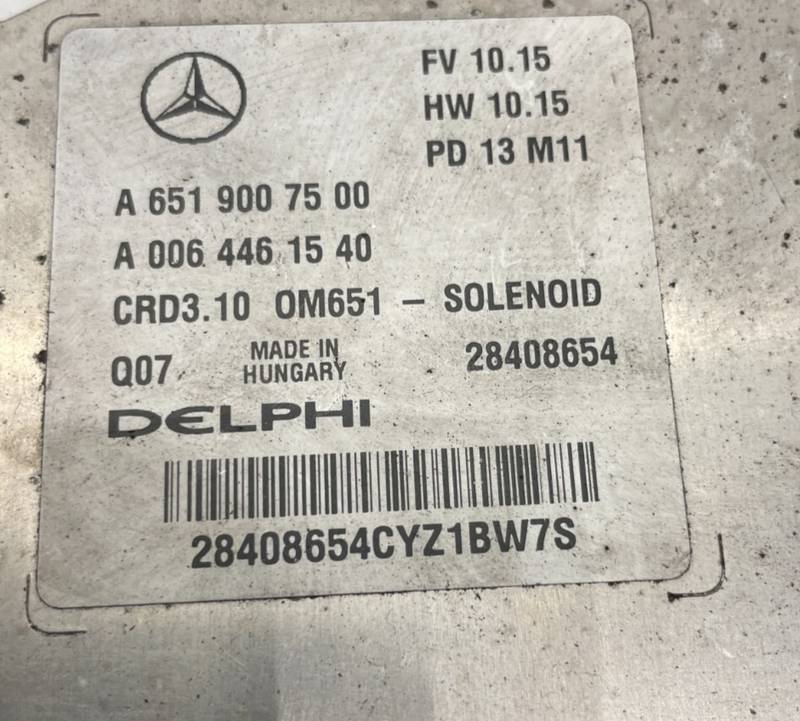 FV 10.15
HW 10.15
PD 13 M11
A 651 900 75 00
A 006 446 15 40
CRD3.10 OM651 – SOLENOID
Q07 MADE IN HUNGARY 28408654
DELPHI
28408654CYZ1BW7S